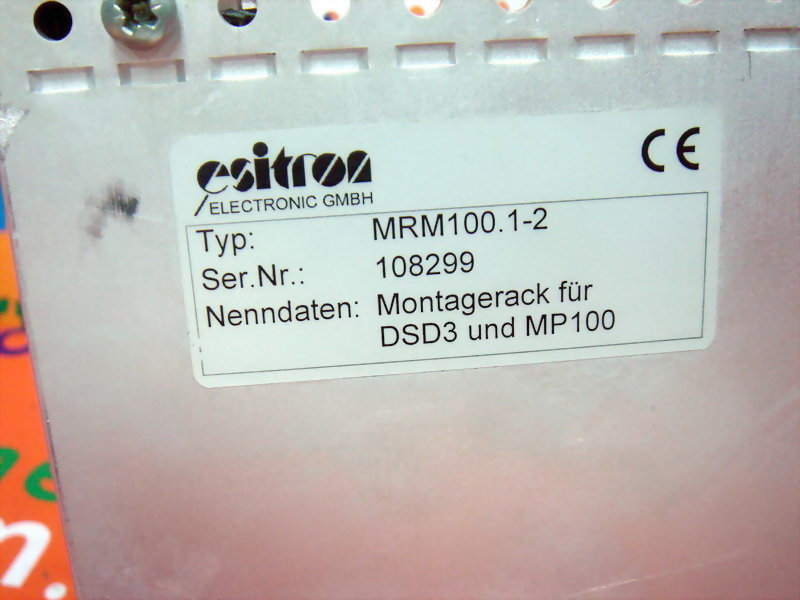 esitron
ELECTRONIC GMBH
CE
Typ: MRM100.1-2
Ser.Nr.: 108299
Nenndaten: Montagerack für
DSD3 und MP100